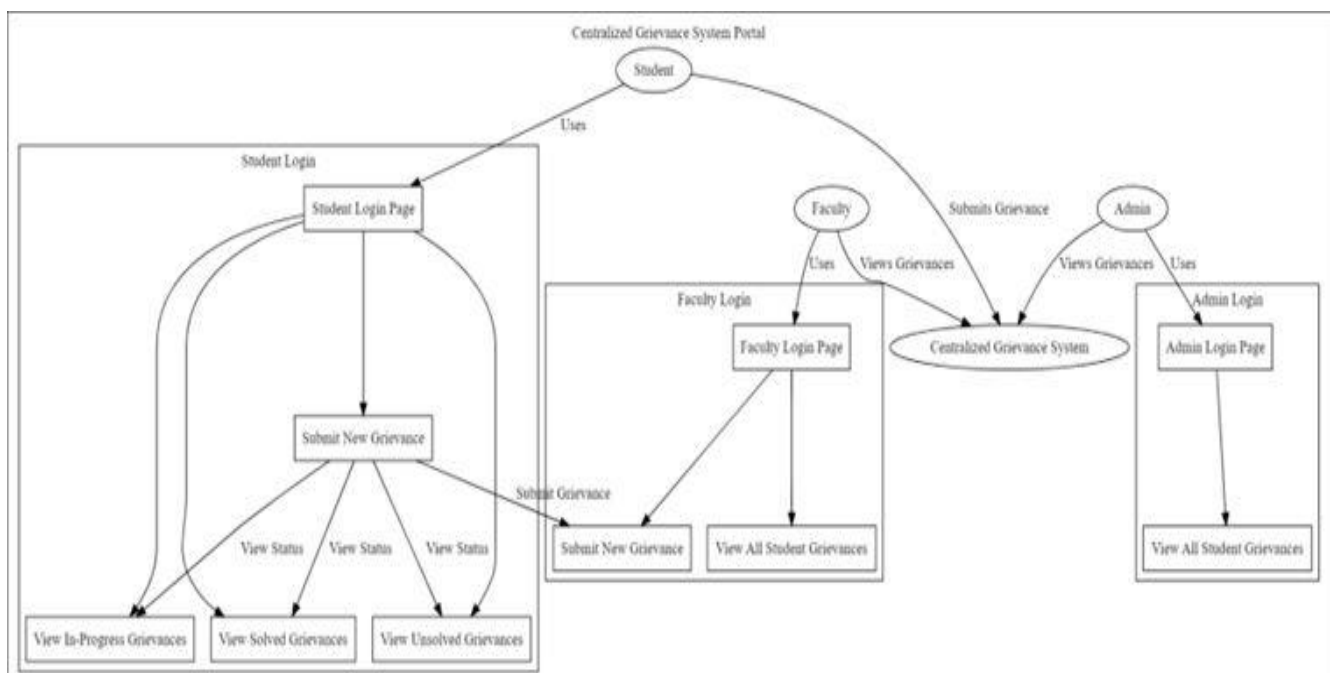 Centralized Grievance System Portal
Student
Uses
Student Login
Student Login Page
Faculty
Submits Grievance
Admin
Uses
Views Grievances
Views Grievances
Uses
Faculty Login
Admin Login
Faculty Login Page
Centralized Grievance System
Admin Login Page
Submit New Grievance
Submit Grievance
View Status
View Status
View Status
Submit New Grievance
View All Student Grievances
View All Student Grievances
View In-Progress Grievances
View Solved Grievances
View Unsolved Grievances